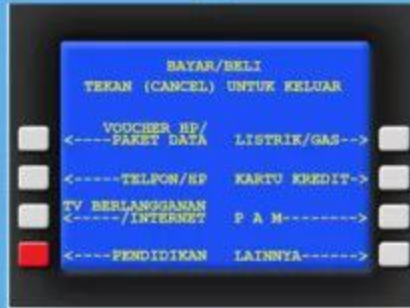 BAYAR/BELI
TEKAN (CANCEL) UNTUK KELUAR
VOUCHER HP/
<----PAKET DATA
LISTRIK/GAS-->
<-----TELPON/HP
KARTU KREDIT->
TV BERLANGGANAN
<-----/INTERNET
P A M-------->
<----PENDIDIKAN
LAINNYA------>